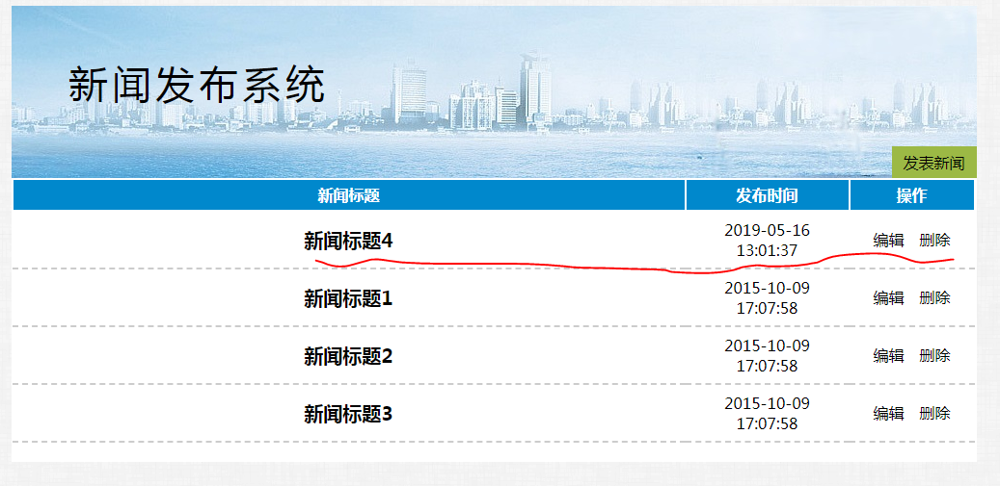 新闻发布系统
发表新闻
新闻标题 发布时间 操作
新闻标题4 2019-05-16 13:01:37 编辑 删除
新闻标题1 2015-10-09 17:07:58 编辑 删除
新闻标题2 2015-10-09 17:07:58 编辑 删除
新闻标题3 2015-10-09 17:07:58 编辑 删除